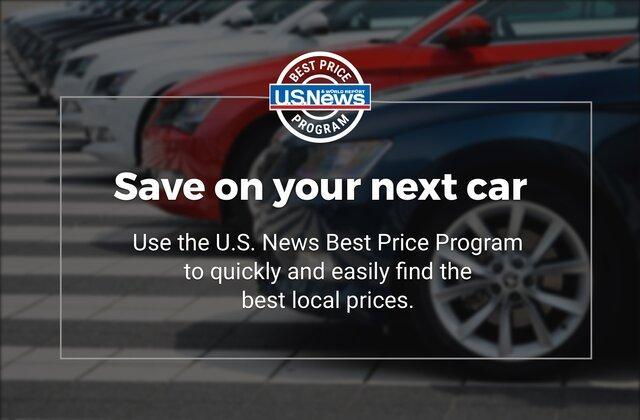 BEST PRICE
U.S.News
& WORLD REPORT
PROGRAM
Save on your next car
Use the U.S. News Best Price Program
to quickly and easily find the
best local prices.